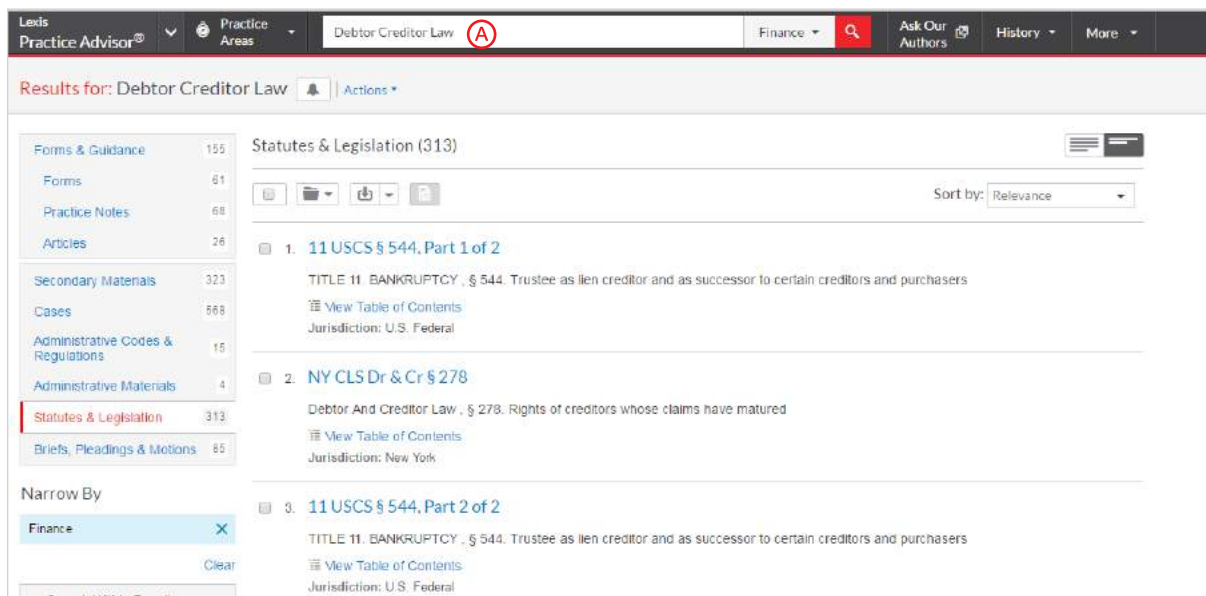 Lexis
Practice Advisor®
Practice
Areas
Debtor Creditor Law
A
Finance
Ask Our
Authors
History
More
Results for: Debtor Creditor Law
Actions
Forms & Guidance 155
Forms 61
Practice Notes 68
Articles 26
Secondary Materials 323
Cases 568
Administrative Codes &
Regulations 15
Administrative Materials 4
Statutes & Legislation 313
Briefs, Pleadings & Motions 85
Narrow By
Finance
Clear
Statutes & Legislation (313)
Sort by: Relevance
1. 11 USCS § 544, Part 1 of 2
TITLE 11. BANKRUPTCY , § 544. Trustee as lien creditor and as successor to certain creditors and purchasers
View Table of Contents
Jurisdiction: U.S. Federal
2. NY CLS Dr & Cr § 278
Debtor And Creditor Law , § 278. Rights of creditors whose claims have matured
View Table of Contents
Jurisdiction: New York
3. 11 USCS § 544, Part 2 of 2
TITLE 11. BANKRUPTCY , § 544. Trustee as lien creditor and as successor to certain creditors and purchasers
View Table of Contents
Jurisdiction: U.S. Federal